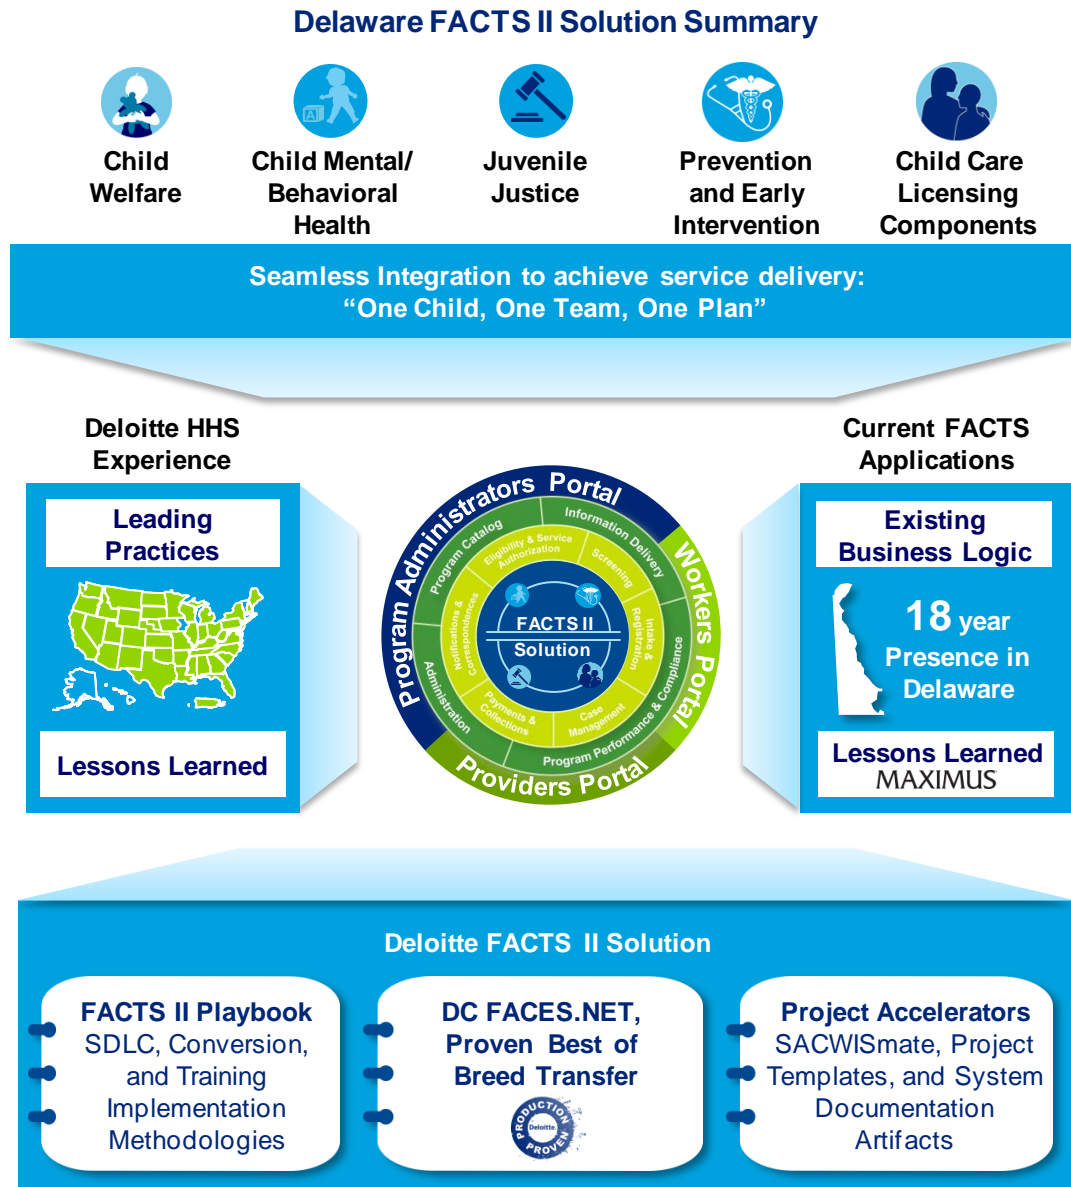 Delaware FACTS II Solution Summary
Child
Welfare
Child Mental/
Behavioral
Health
Juvenile
Justice
Prevention
and Early
Intervention
Child Care
Licensing
Components
Seamless Integration to achieve service delivery:
“One Child, One Team, One Plan”
Deloitte HHS
Experience
Leading
Practices
Lessons Learned
Program Administrators Portal
Workers Portal
Providers Portal
Program Catalog
Information Delivery
Program Performance & Compliance
Administration
Eligibility & Service
Authorization
Screening
Intake &
Registration
Case
Management
Payments &
Collections
Notifications &
Correspondences
FACTS II
Solution
Current FACTS
Applications
Existing
Business Logic
18 year
Presence in
Delaware
Lessons Learned
MAXIMUS
Deloitte FACTS II Solution
FACTS II Playbook
SDLC, Conversion,
and Training
Implementation
Methodologies
DC FACES.NET,
Proven Best of
Breed Transfer
PRODUCTION
Deloitte.
PROVEN
Project Accelerators
SACWISmate, Project
Templates, and System
Documentation
Artifacts